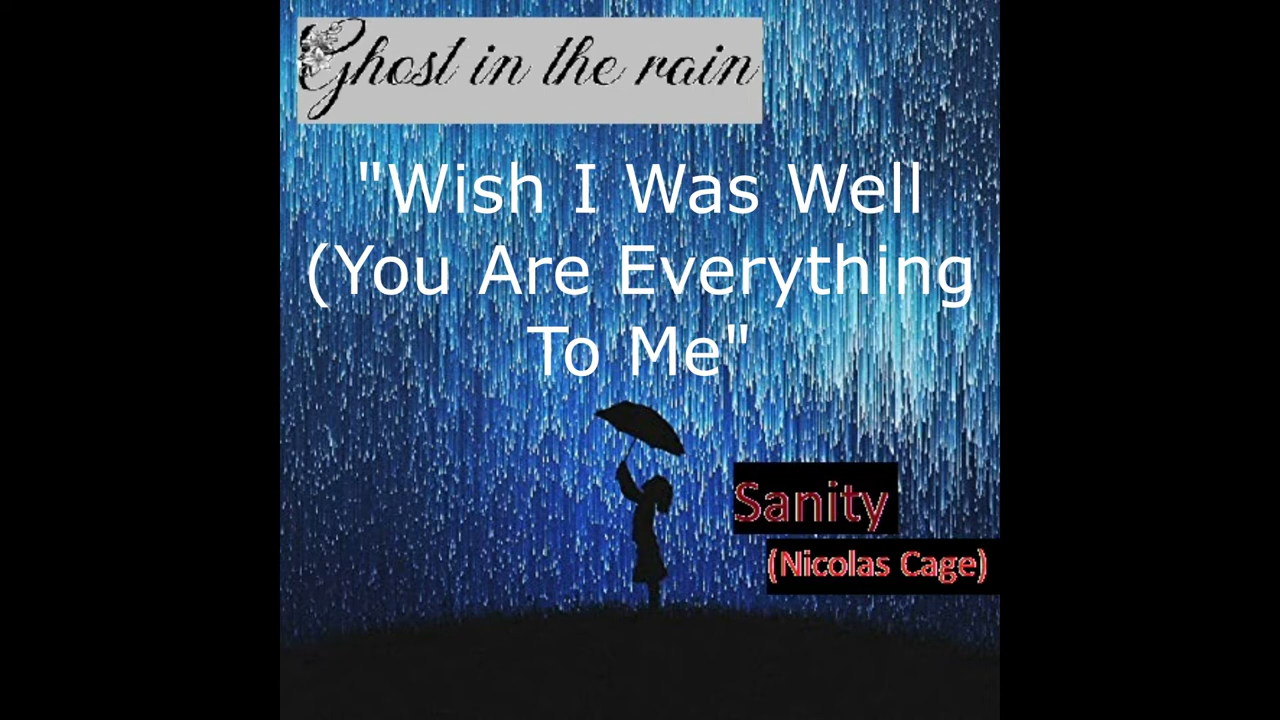 Ghost in the rain
"Wish I Was Well
(You Are Everything
To Me"
Sanity
(Nicolas Cage)